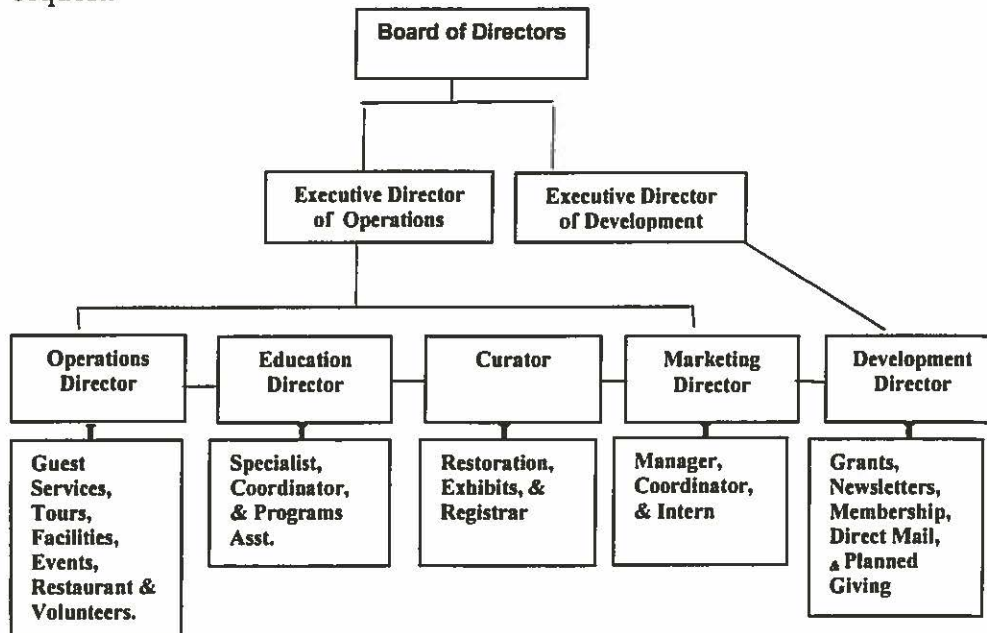 Board of Directors
Executive Director
of Operations
Executive Director
of Development
Operations
Director
Education
Director
Curator
Marketing
Director
Development
Director
Guest
Services,
Tours,
Facilities,
Events,
Restaurant &
Volunteers.
Specialist,
Coordinator,
& Programs
Asst.
Restoration,
Exhibits, &
Registrar
Manager,
Coordinator,
& Intern
Grants,
Newsletters,
Membership,
Direct Mail,
& Planned
Giving